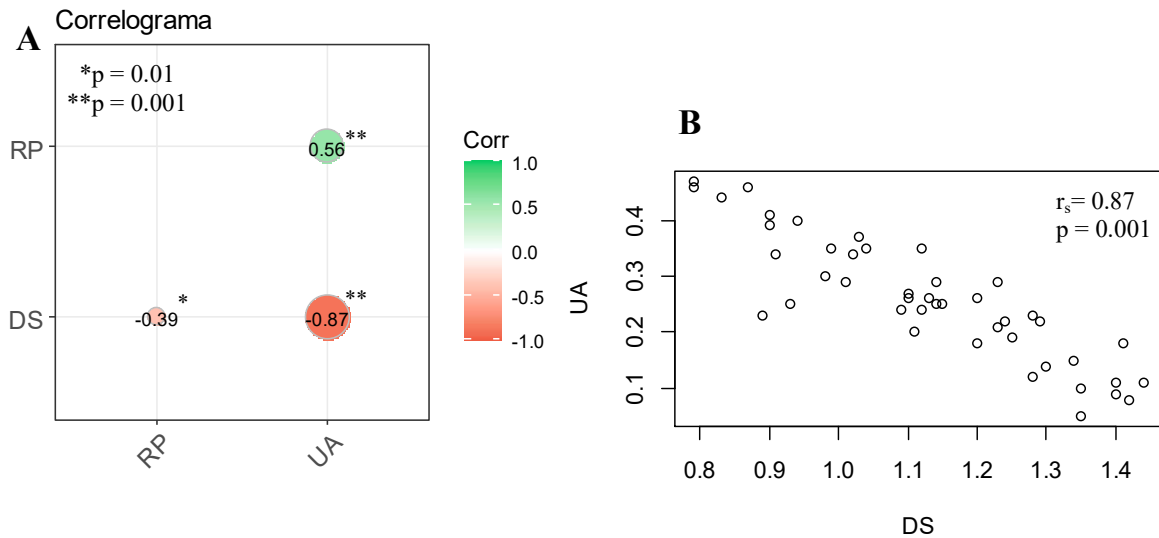 A
Correlograma
*p = 0.01
**p = 0.001
RP
0.56
**
DS
-0.39
*
-0.87
**
RP
UA
Corr
1.0
0.5
0.0
-0.5
-1.0
B
r_s= 0.87
p = 0.001
UA
0.4
0.3
0.2
0.1
0.8
0.9
1.0
1.1
1.2
1.3
1.4
DS